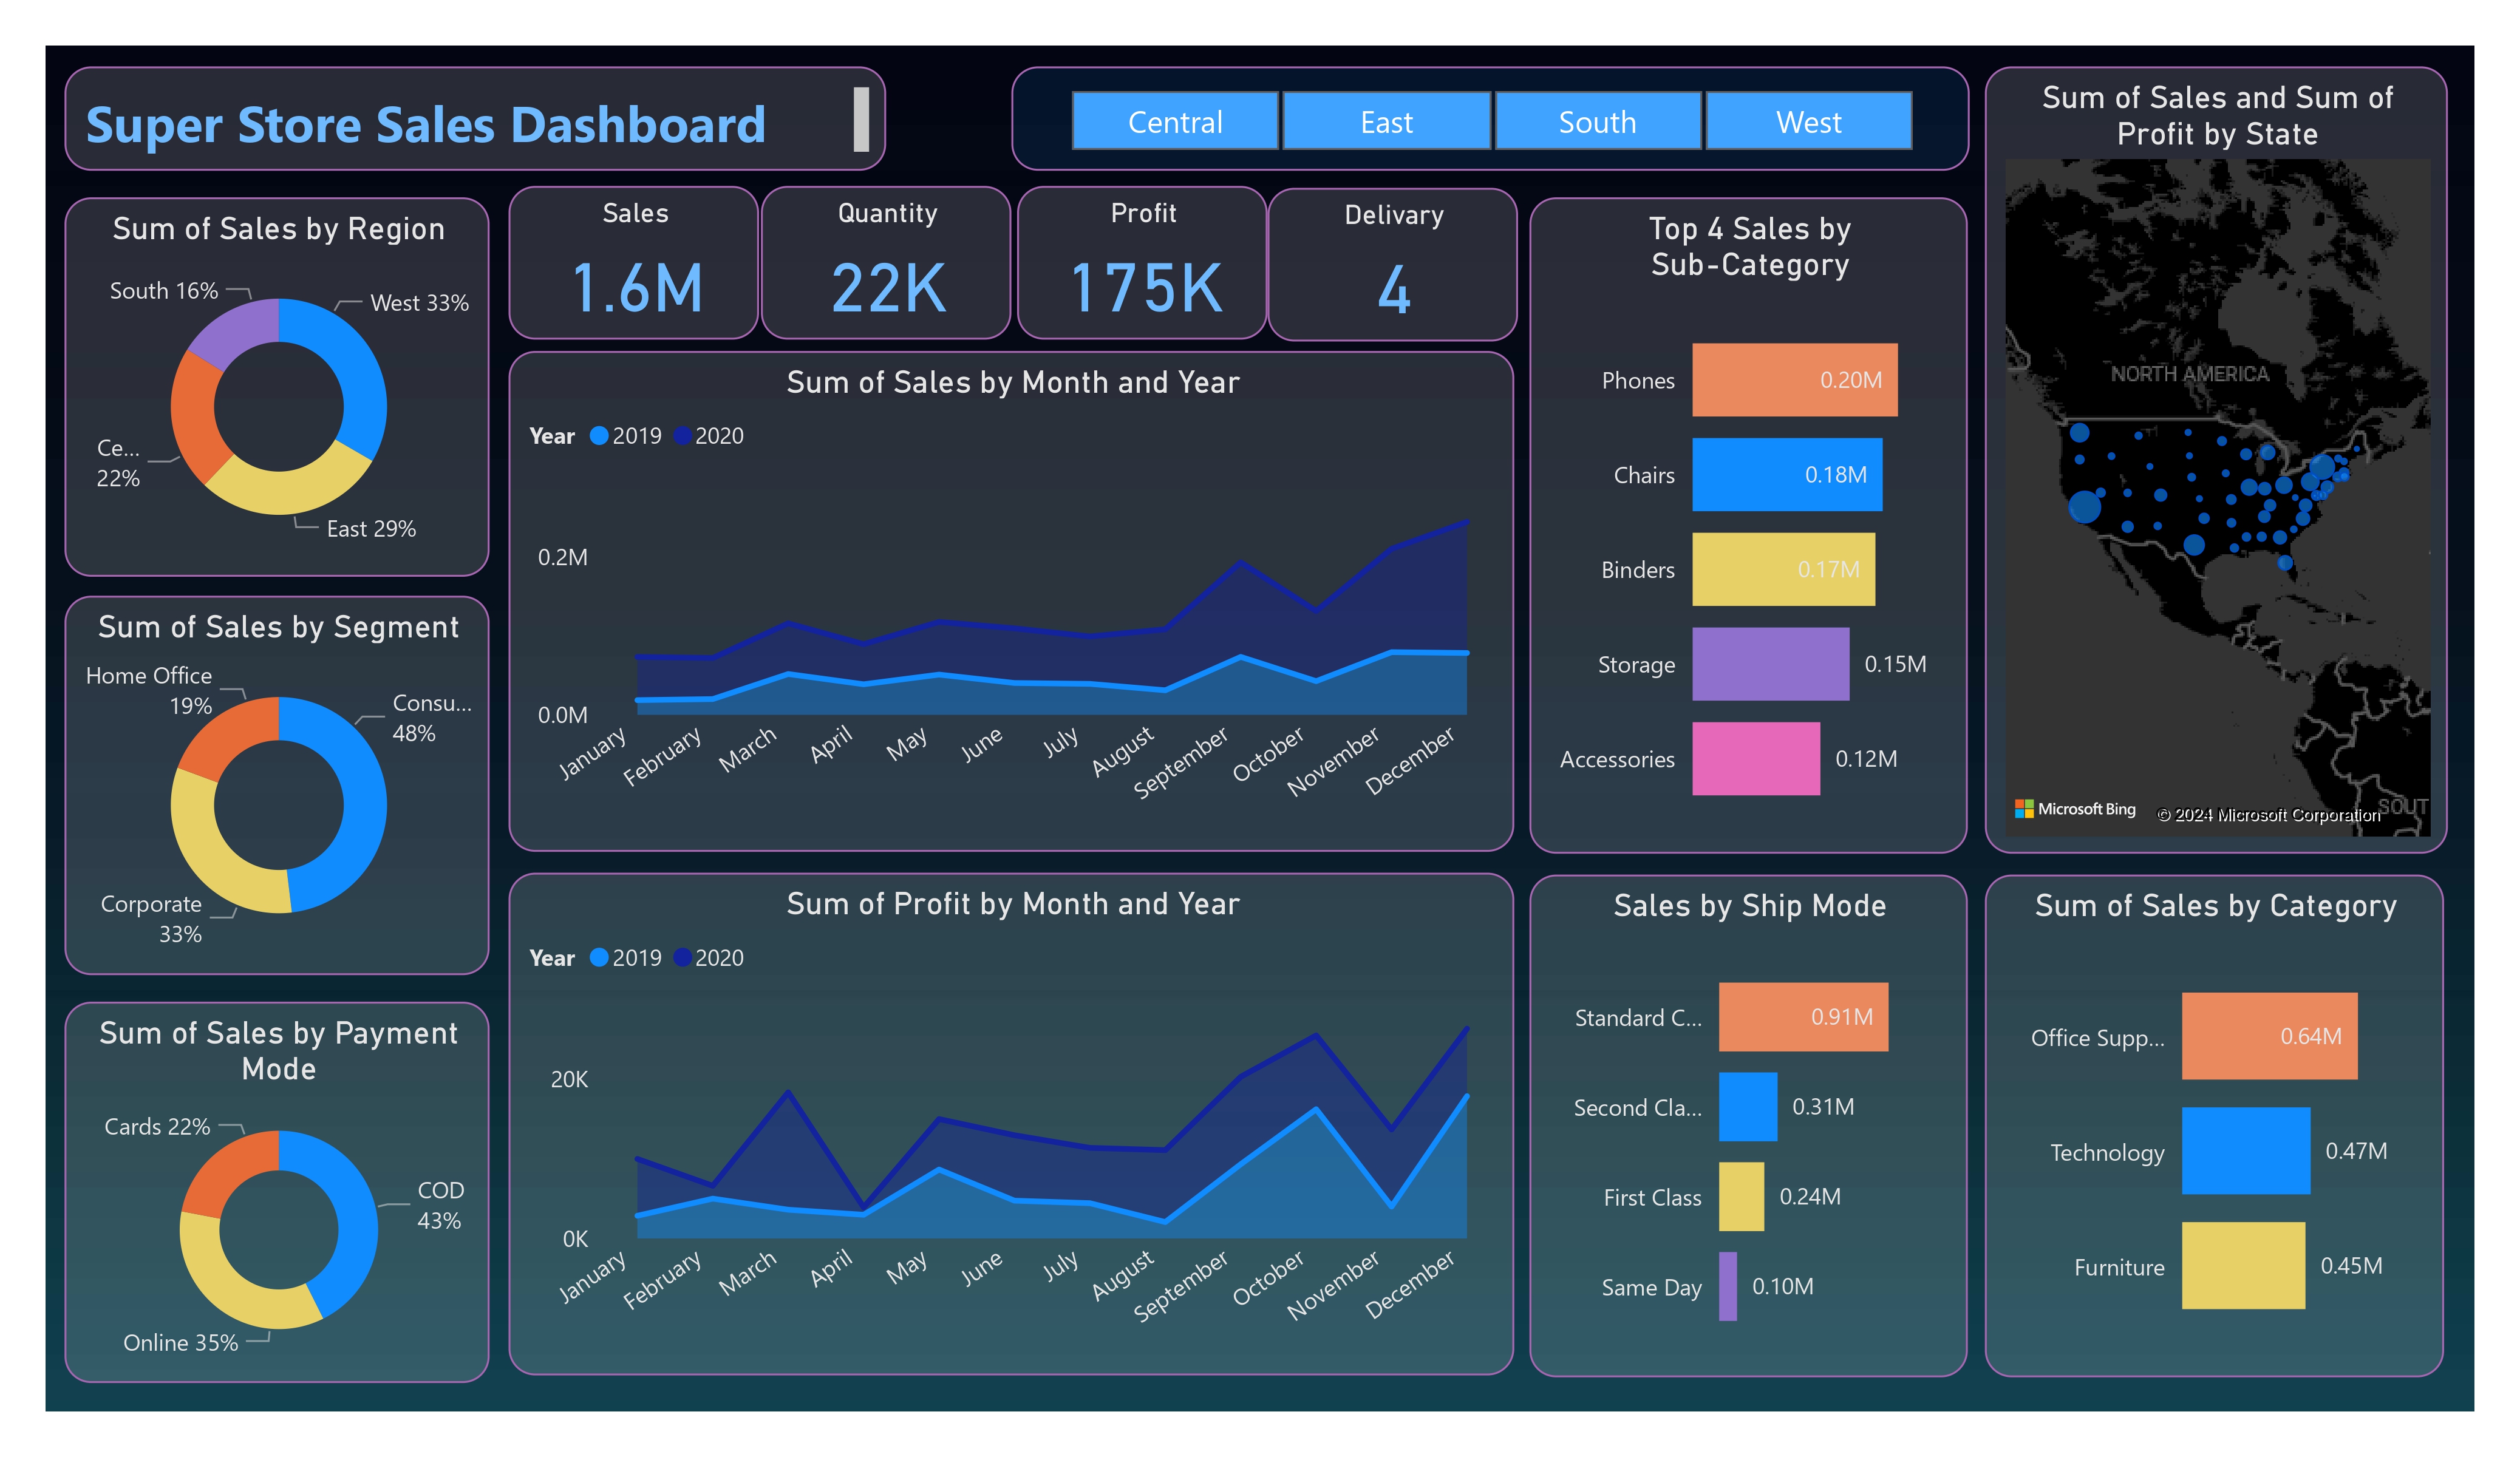 Super Store Sales Dashboard
Central
East
South
West
Sum of Sales by Region
South 16%
West 33%
Ce...
22%
East 29%
Sales
1.6M
Quantity
22K
Profit
175K
Delivary
4
Sum of Sales by Month and Year
Year 2019 2020
0.2M
0.0M
January
February
March
April
May
June
July
August
September
October
November
December
Top 4 Sales by
Sub-Category
Phones 0.20M
Chairs 0.18M
Binders 0.17M
Storage 0.15M
Accessories 0.12M
Sum of Sales and Sum of
Profit by State
NORTH AMERICA
SOUT
Microsoft Bing
© 2024 Microsoft Corporation
Sum of Sales by Segment
Home Office
19%
Consu...
48%
Corporate
33%
Sum of Sales by Payment
Mode
Cards 22%
COD
43%
Online 35%
Sum of Profit by Month and Year
Year 2019 2020
20K
0K
January
February
March
April
May
June
July
August
September
October
November
December
Sales by Ship Mode
Standard C... 0.91M
Second Cla... 0.31M
First Class 0.24M
Same Day 0.10M
Sum of Sales by Category
Office Supp... 0.64M
Technology 0.47M
Furniture 0.45M